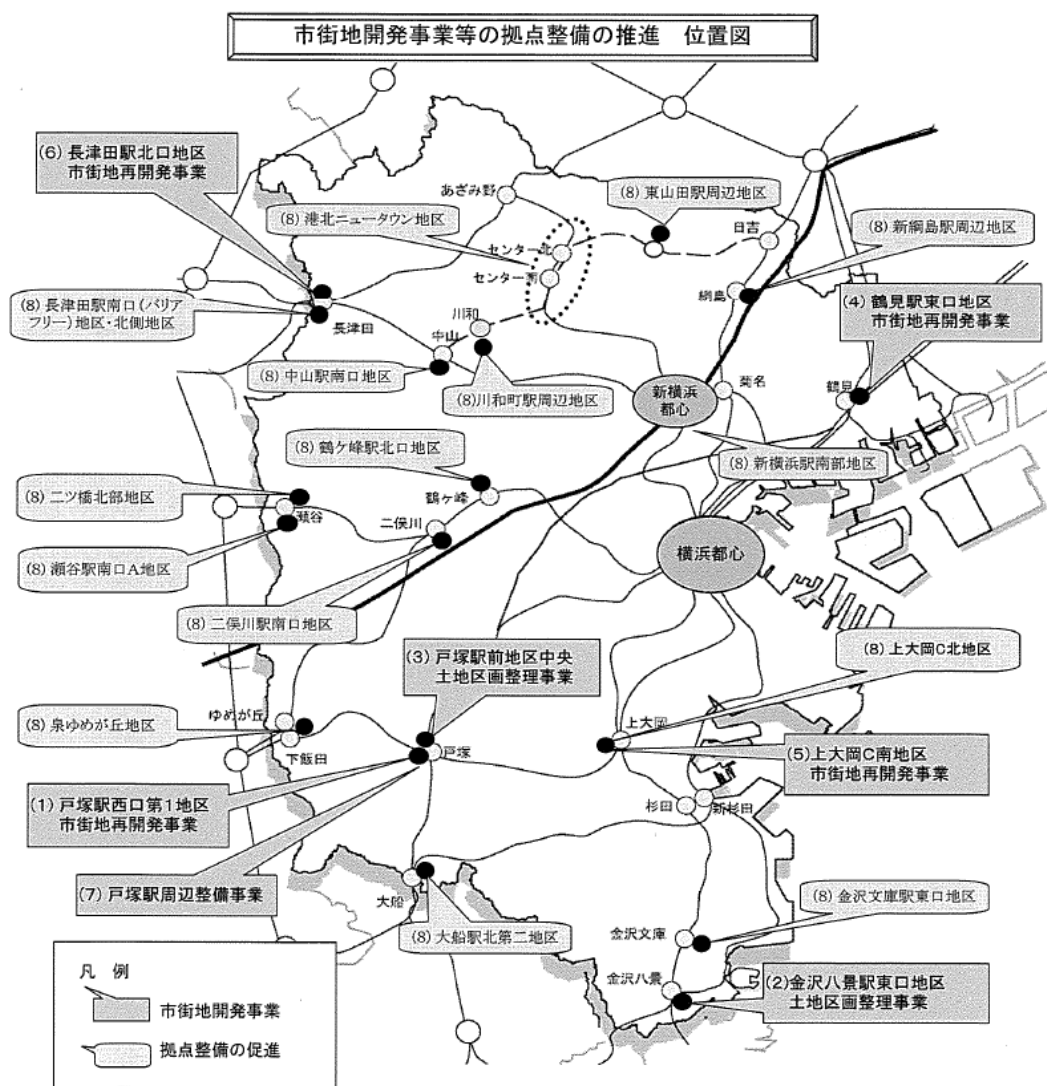 市街地開発事業等の拠点整備の推進　位置図
(6) 長津田駅北口地区
市街地再開発事業
あざみ野
(8) 東山田駅周辺地区
(8) 港北ニュータウン地区
日吉
(8) 新綱島駅周辺地区
センター北
センター南
綱島
(4) 鶴見駅東口地区
市街地再開発事業
(8) 長津田駅南口(バリア
フリー)地区・北側地区
長津田
川和
中山
(8) 中山駅南口地区
(8)川和町駅周辺地区
新横浜
都心
菊名
鶴見
(8) 鶴ケ峰駅北口地区
(8) 新横浜駅南部地区
(8) 二ツ橋北部地区
鶴ヶ峰
瀬谷
二俣川
横浜都心
(8) 瀬谷駅南口A地区
(8) 二俣川駅南口地区
(3) 戸塚駅前地区中央
土地区画整理事業
(8) 上大岡C北地区
(8) 泉ゆめが丘地区
ゆめが丘
下飯田
戸塚
上大岡
(5)上大岡C南地区
市街地再開発事業
(1) 戸塚駅西口第1地区
市街地再開発事業
杉田
新杉田
(7) 戸塚駅周辺整備事業
大船
(8) 大船駅北第二地区
(8) 金沢文庫駅東口地区
金沢文庫
金沢八景
(2)金沢八景駅東口地区
土地区画整理事業
凡　例
市街地開発事業
拠点整備の促進